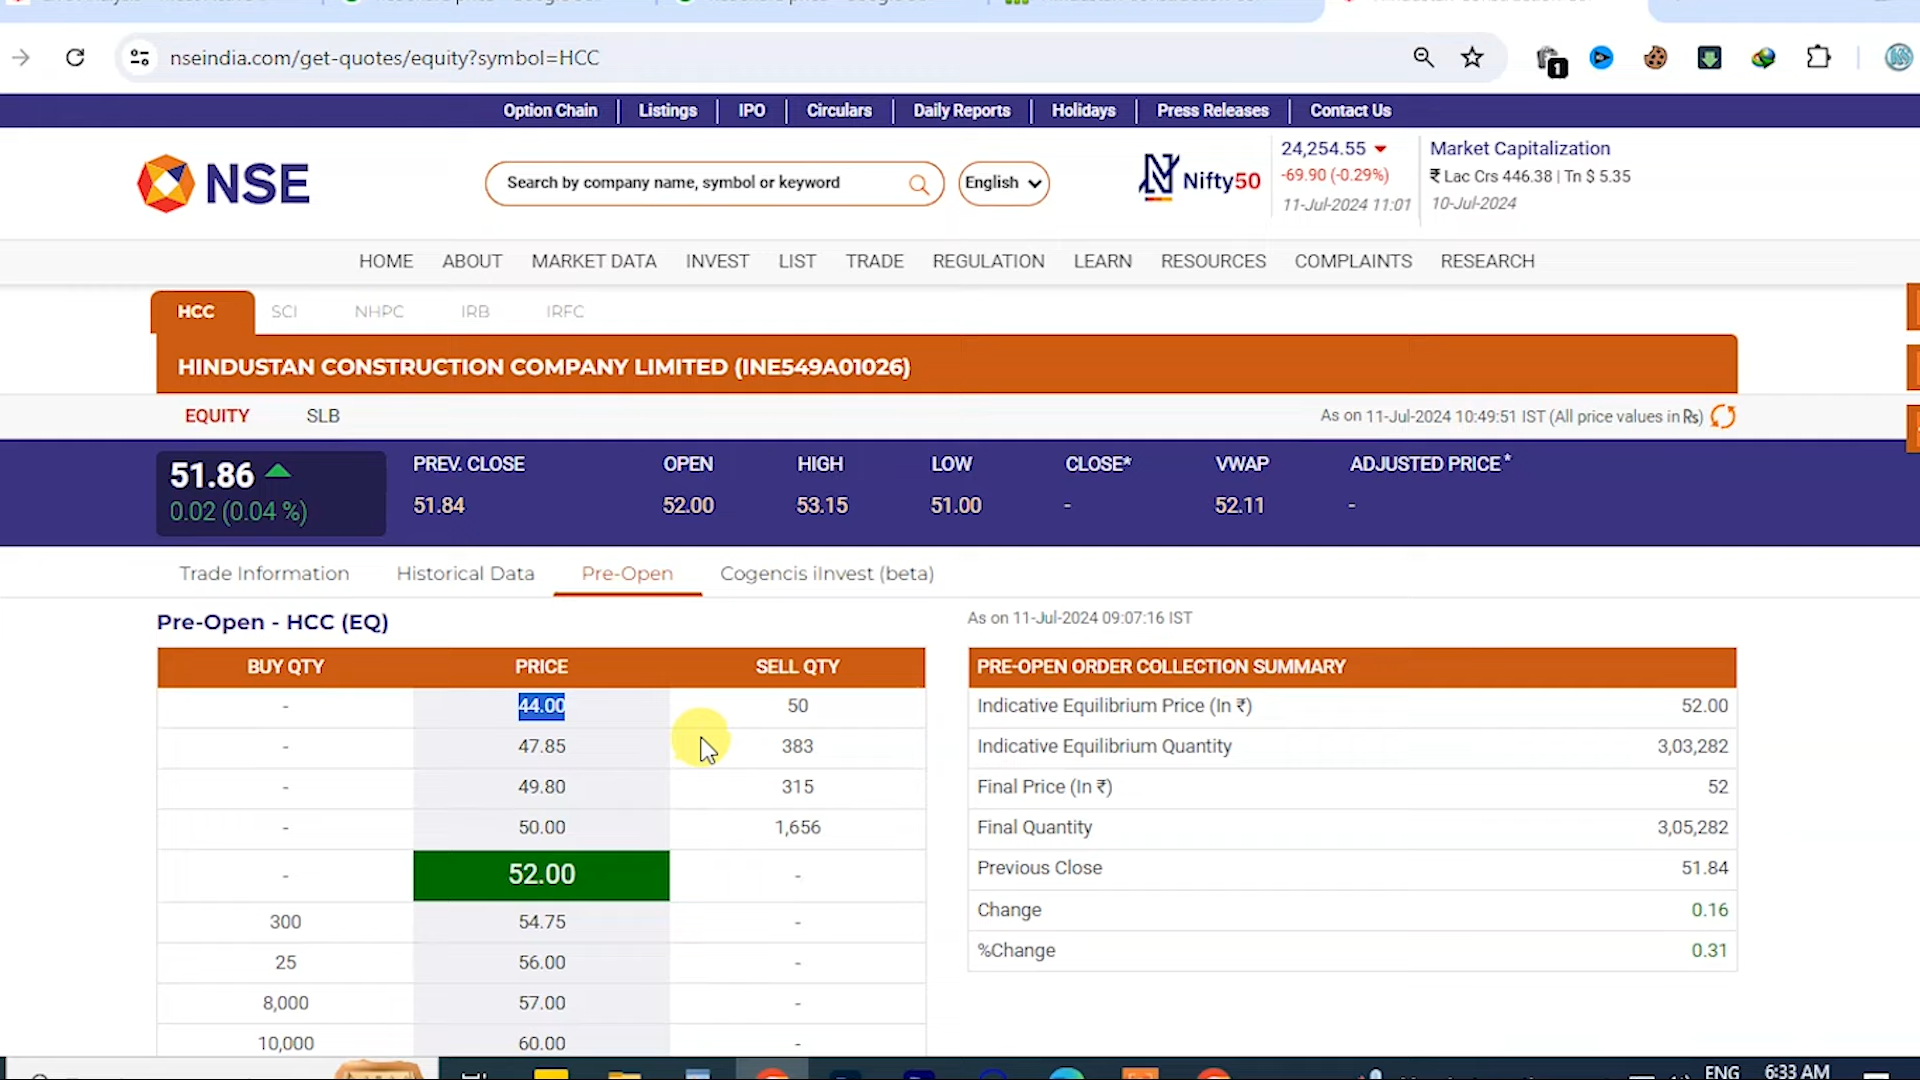 nseindia.com/get-quotes/equity?symbol=HCC
1
Option Chain
Listings
IPO
Circulars
Daily Reports
Holidays
Press Releases
Contact Us
NSE
Search by company name, symbol or keyword
English
Nifty50
24,254.55
-69.90 (-0.29%)
11-Jul-2024 11:01
Market Capitalization
₹ Lac Crs 446.38 | Tn $ 5.35
10-Jul-2024
HOME ABOUT MARKET DATA INVEST LIST TRADE REGULATION LEARN RESOURCES COMPLAINTS RESEARCH
HCC SCI NHPC IRB IRFC
HINDUSTAN CONSTRUCTION COMPANY LIMITED (INE549A01026)
EQUITY SLB
As on 11-Jul-2024 10:49:51 IST (All price values in ₨)
51.86
0.02 (0.04 %)
PREV. CLOSE OPEN HIGH LOW CLOSE* VWAP ADJUSTED PRICE *
51.84 52.00 53.15 51.00 - 52.11 -
Trade Information Historical Data Pre-Open Cogencis iInvest (beta)
Pre-Open - HCC (EQ)
BUY QTY PRICE SELL QTY
- 44.00 50
- 47.85 383
- 49.80 315
- 50.00 1,656
- 52.00 -
300 54.75 -
25 56.00 -
8,000 57.00 -
10,000 60.00 -
As on 11-Jul-2024 09:07:16 IST
PRE-OPEN ORDER COLLECTION SUMMARY
Indicative Equilibrium Price (In ₹) 52.00
Indicative Equilibrium Quantity 3,03,282
Final Price (In ₹) 52
Final Quantity 3,05,282
Previous Close 51.84
Change 0.16
%Change 0.31
ENG 6:33 AM